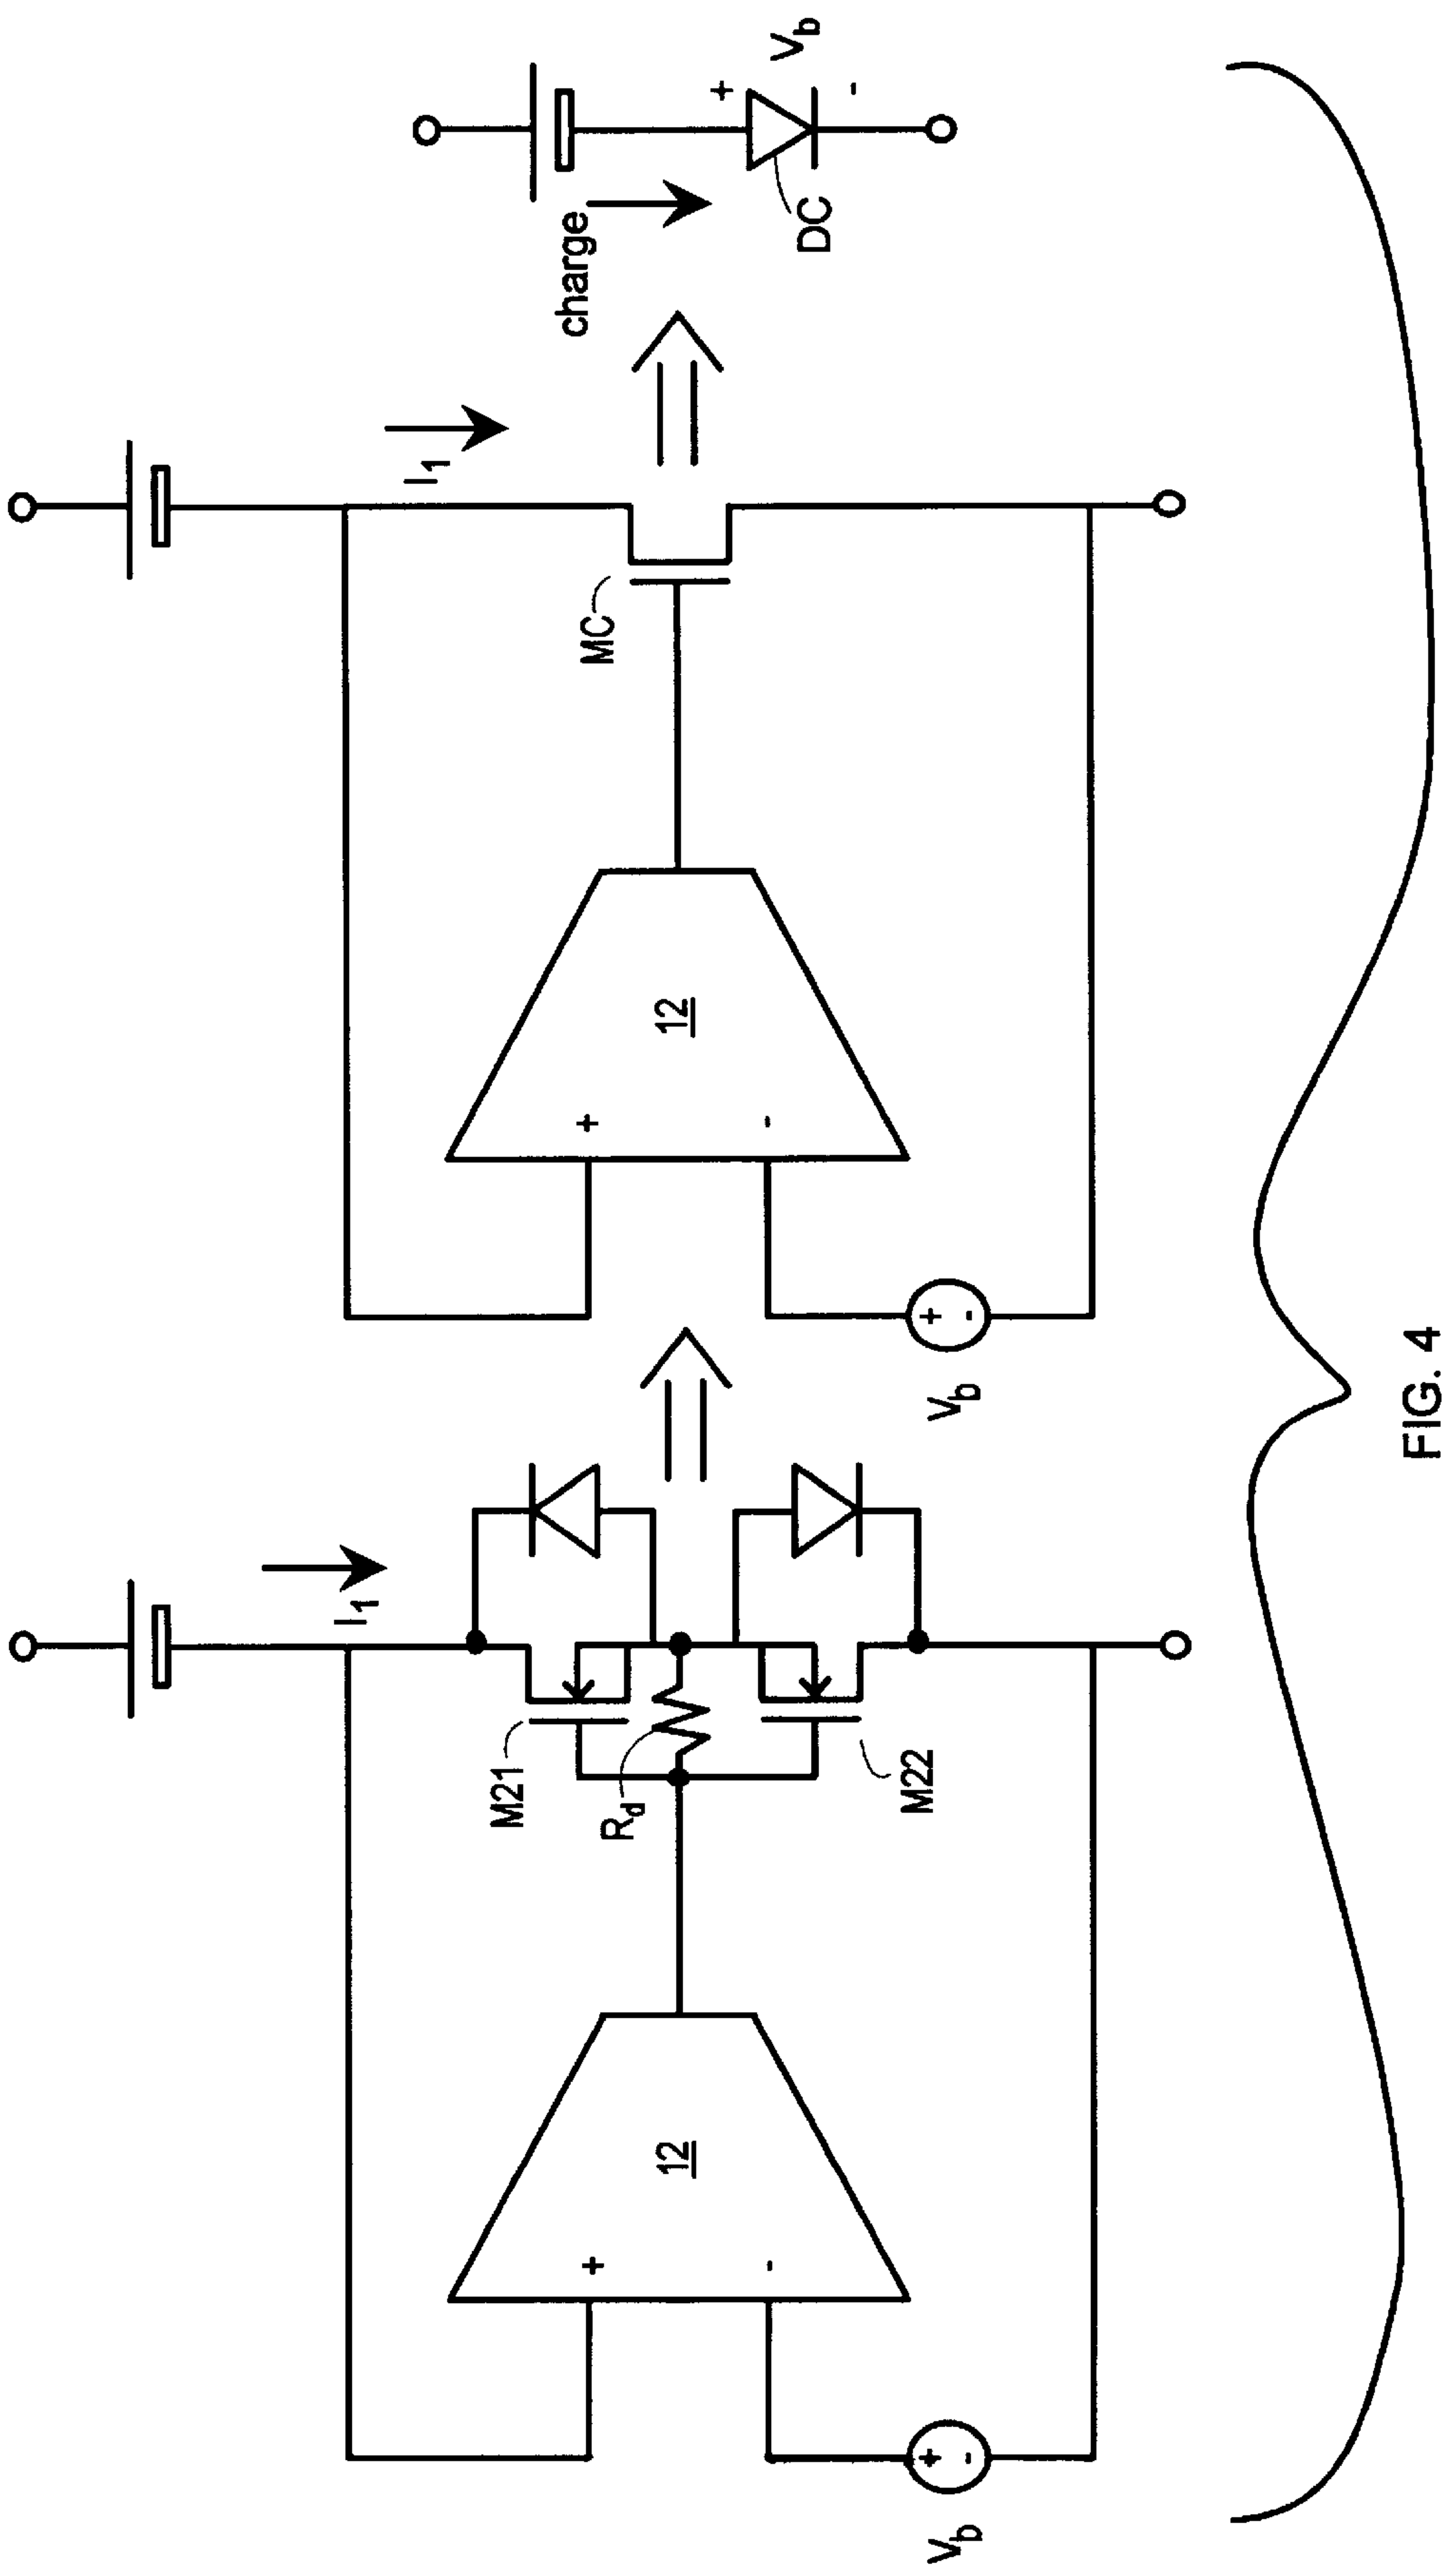 Vb
+
-
12
+
-
M21
Rd
M22
I1
Vb
+
-
12
+
-
MC
I1
charge
DC
+
Vb
-
FIG. 4